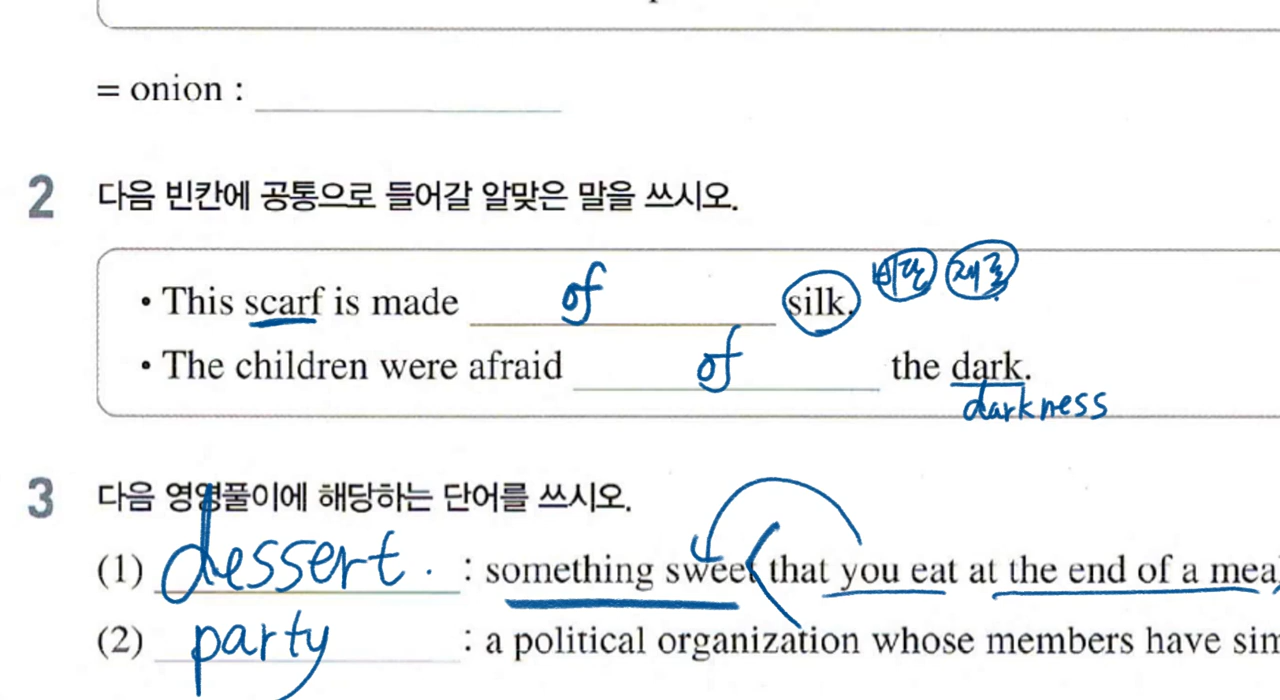 = onion :
2 다음 빈칸에 공통으로 들어갈 알맞은 말을 쓰시오.
비단 재료
• This scarf is made of silk.
• The children were afraid of the dark.
darkness
3 다음 영영풀이에 해당하는 단어를 쓰시오.
(1) dessert. : something sweet that you eat at the end of a mea
(2) party : a political organization whose members have sim